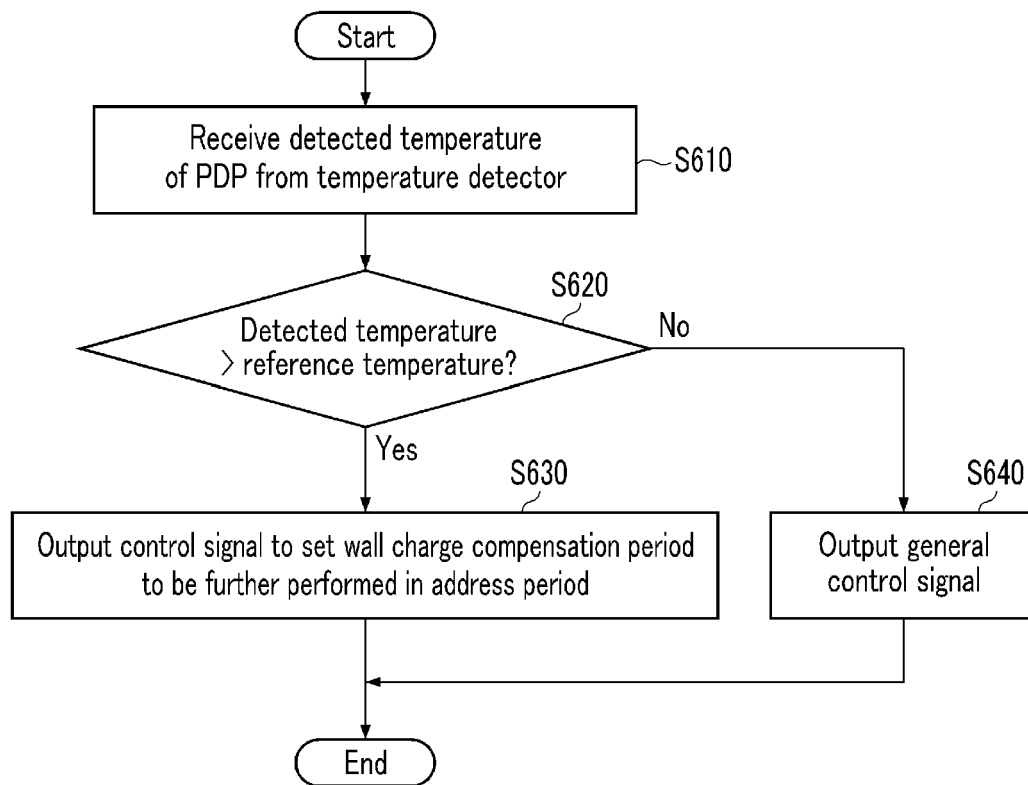 Start
Receive detected temperature
of PDP from temperature detector
S610
S620
Detected temperature
> reference temperature?
No
Yes
S630
Output control signal to set wall charge compensation period
to be further performed in address period
S640
Output general
control signal
End